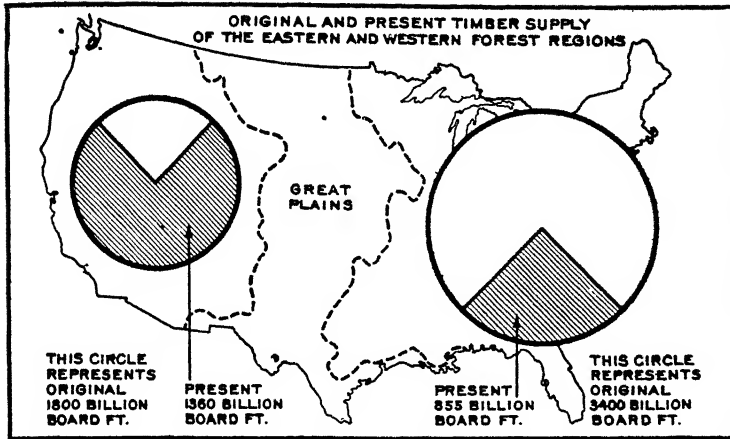 ORIGINAL AND PRESENT TIMBER SUPPLY
OF THE EASTERN AND WESTERN FOREST REGIONS
GREAT
PLAINS
THIS CIRCLE
REPRESENTS
ORIGINAL
1800 BILLION
BOARD FT.
PRESENT
1360 BILLION
BOARD FT.
PRESENT
855 BILLION
BOARD FT.
THIS CIRCLE
REPRESENTS
ORIGINAL
3400 BILLION
BOARD FT.